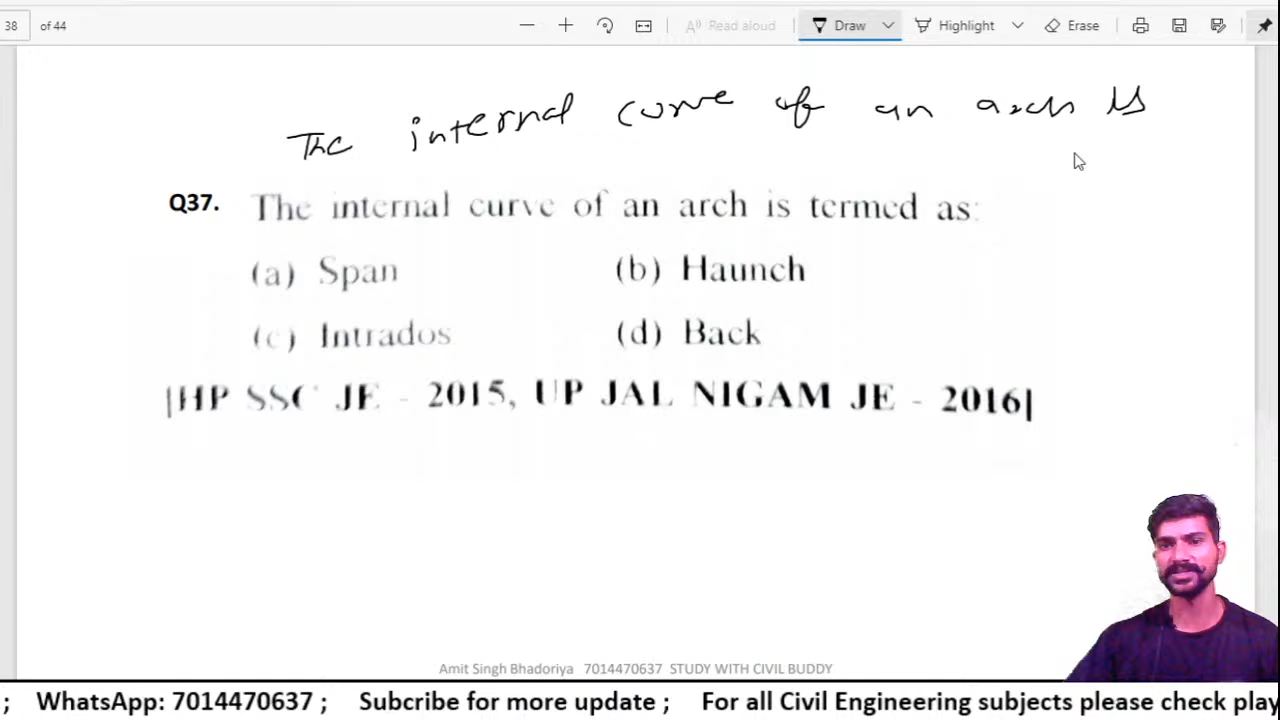 38 of 44 Read aloud Draw Highlight Erase
The internal curve of an arch is
Q37. The internal curve of an arch is termed as:
(a) Span (b) Haunch
(c) Intrados (d) Back
|HP SSC JE - 2015, UP JAL NIGAM JE - 2016|
Amit Singh Bhadoriya 7014470637 STUDY WITH CIVIL BUDDY
; WhatsApp: 7014470637 ; Subcribe for more update ; For all Civil Engineering subjects please check play